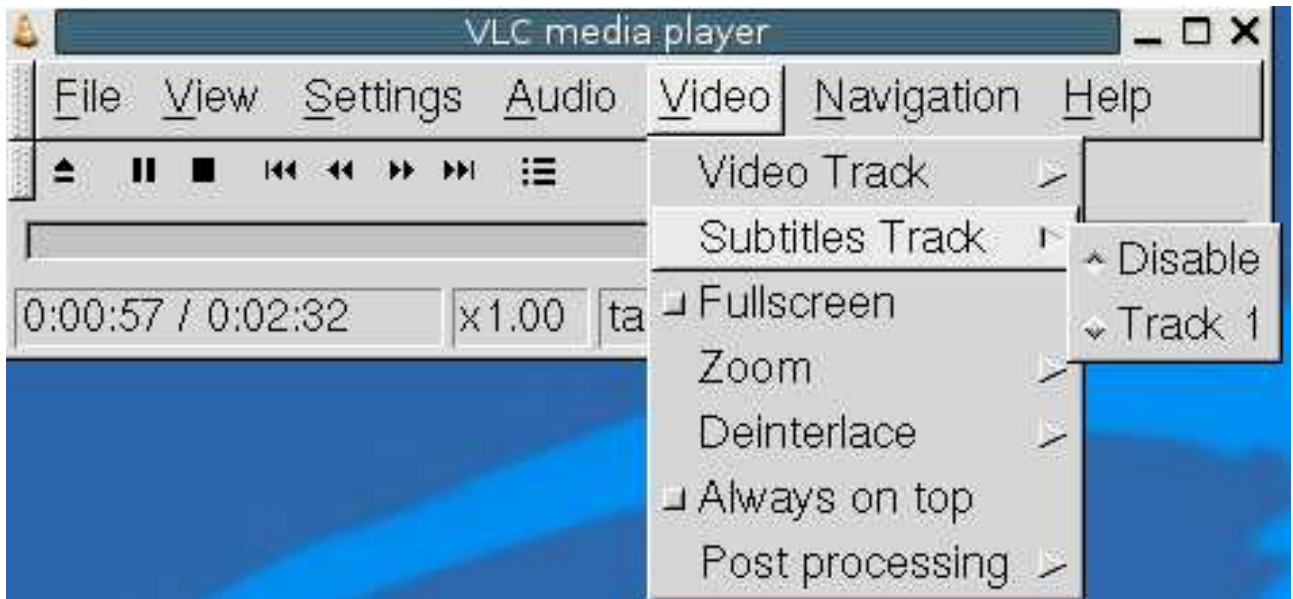 VLC media player
File View Settings Audio Video Navigation Help
Video Track
Subtitles Track
Disable
Track 1
Fullscreen
Zoom
Deinterlace
Always on top
Post processing
0:00:57 / 0:02:32 x1.00 ta